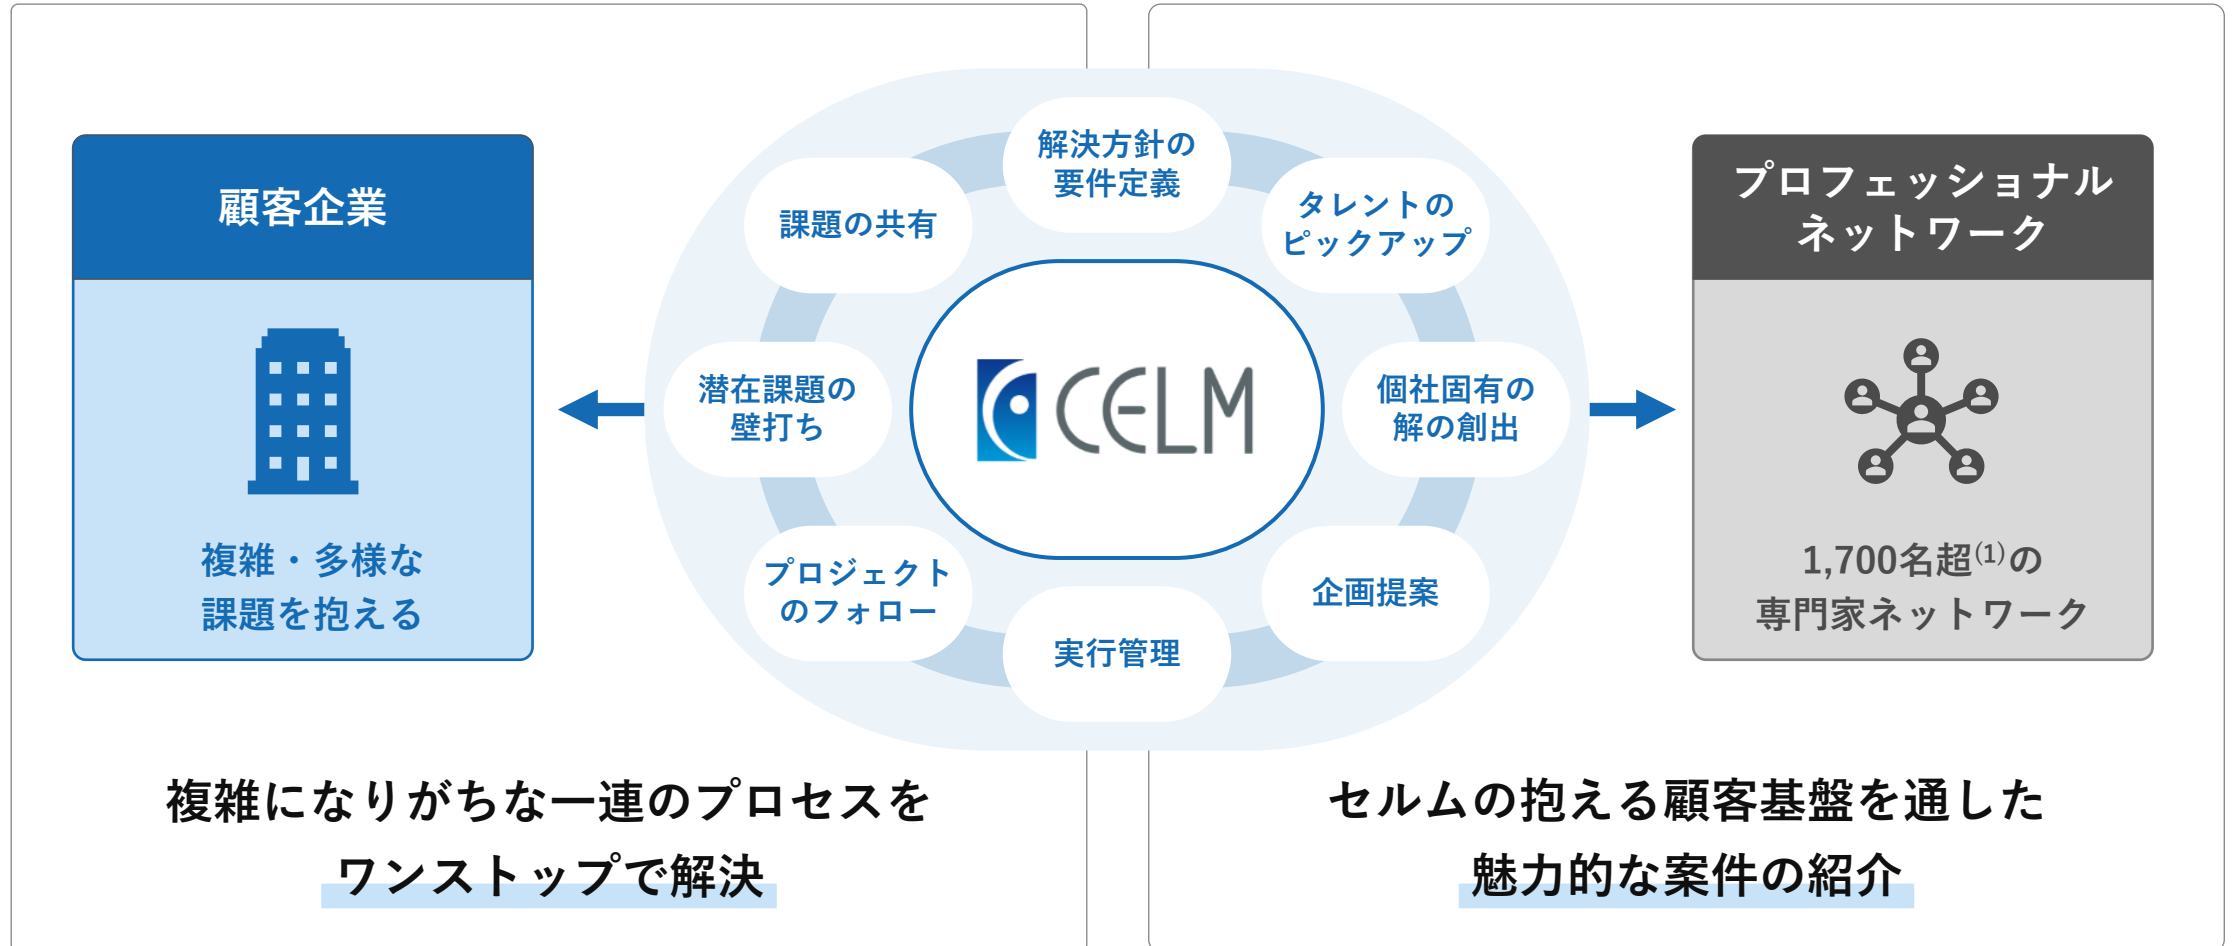 顧客企業
複雑・多様な
課題を抱える
解決方針の
要件定義
課題の共有
タレントの
ピックアップ
潜在課題の
壁打ち
CELM
個社固有の
解の創出
プロジェクト
のフォロー
企画提案
実行管理
プロフェッショナル
ネットワーク
1,700名超(1)の
専門家ネットワーク
複雑になりがちな一連のプロセスを
ワンストップで解決
セルムの抱える顧客基盤を通した
魅力的な案件の紹介